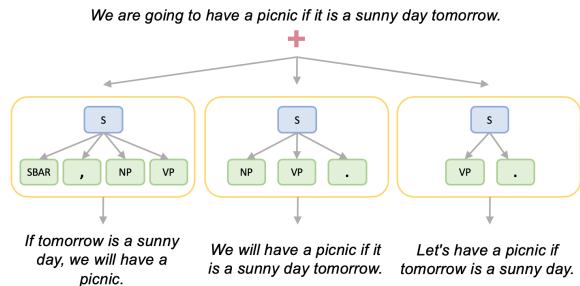 We are going to have a picnic if it is a sunny day tomorrow.
+
S
S
S
SBAR , NP VP
NP VP .
VP .
If tomorrow is a sunny
day, we will have a
picnic.
We will have a picnic if it
is a sunny day tomorrow.
Let's have a picnic if
tomorrow is a sunny day.